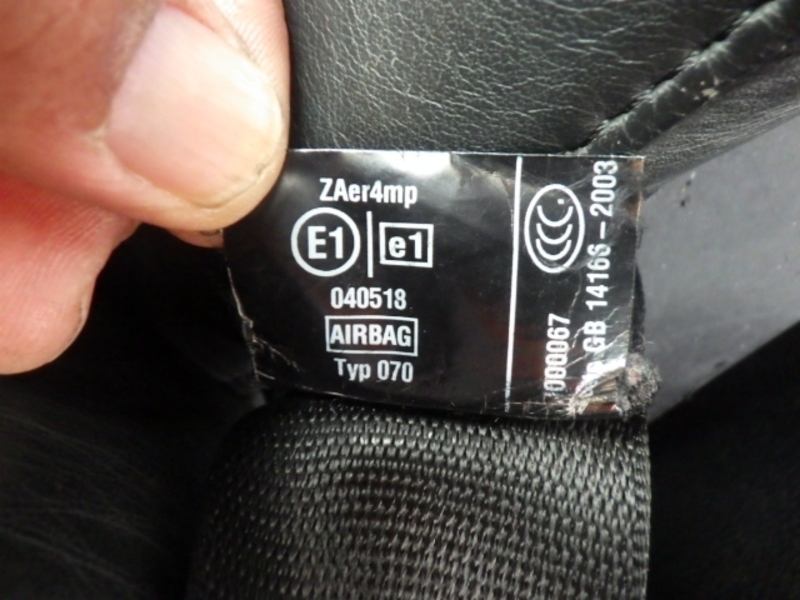 ZAer4mp
E1 e1
040518
AIRBAG
Typ 070
000067
GB 14166-2003